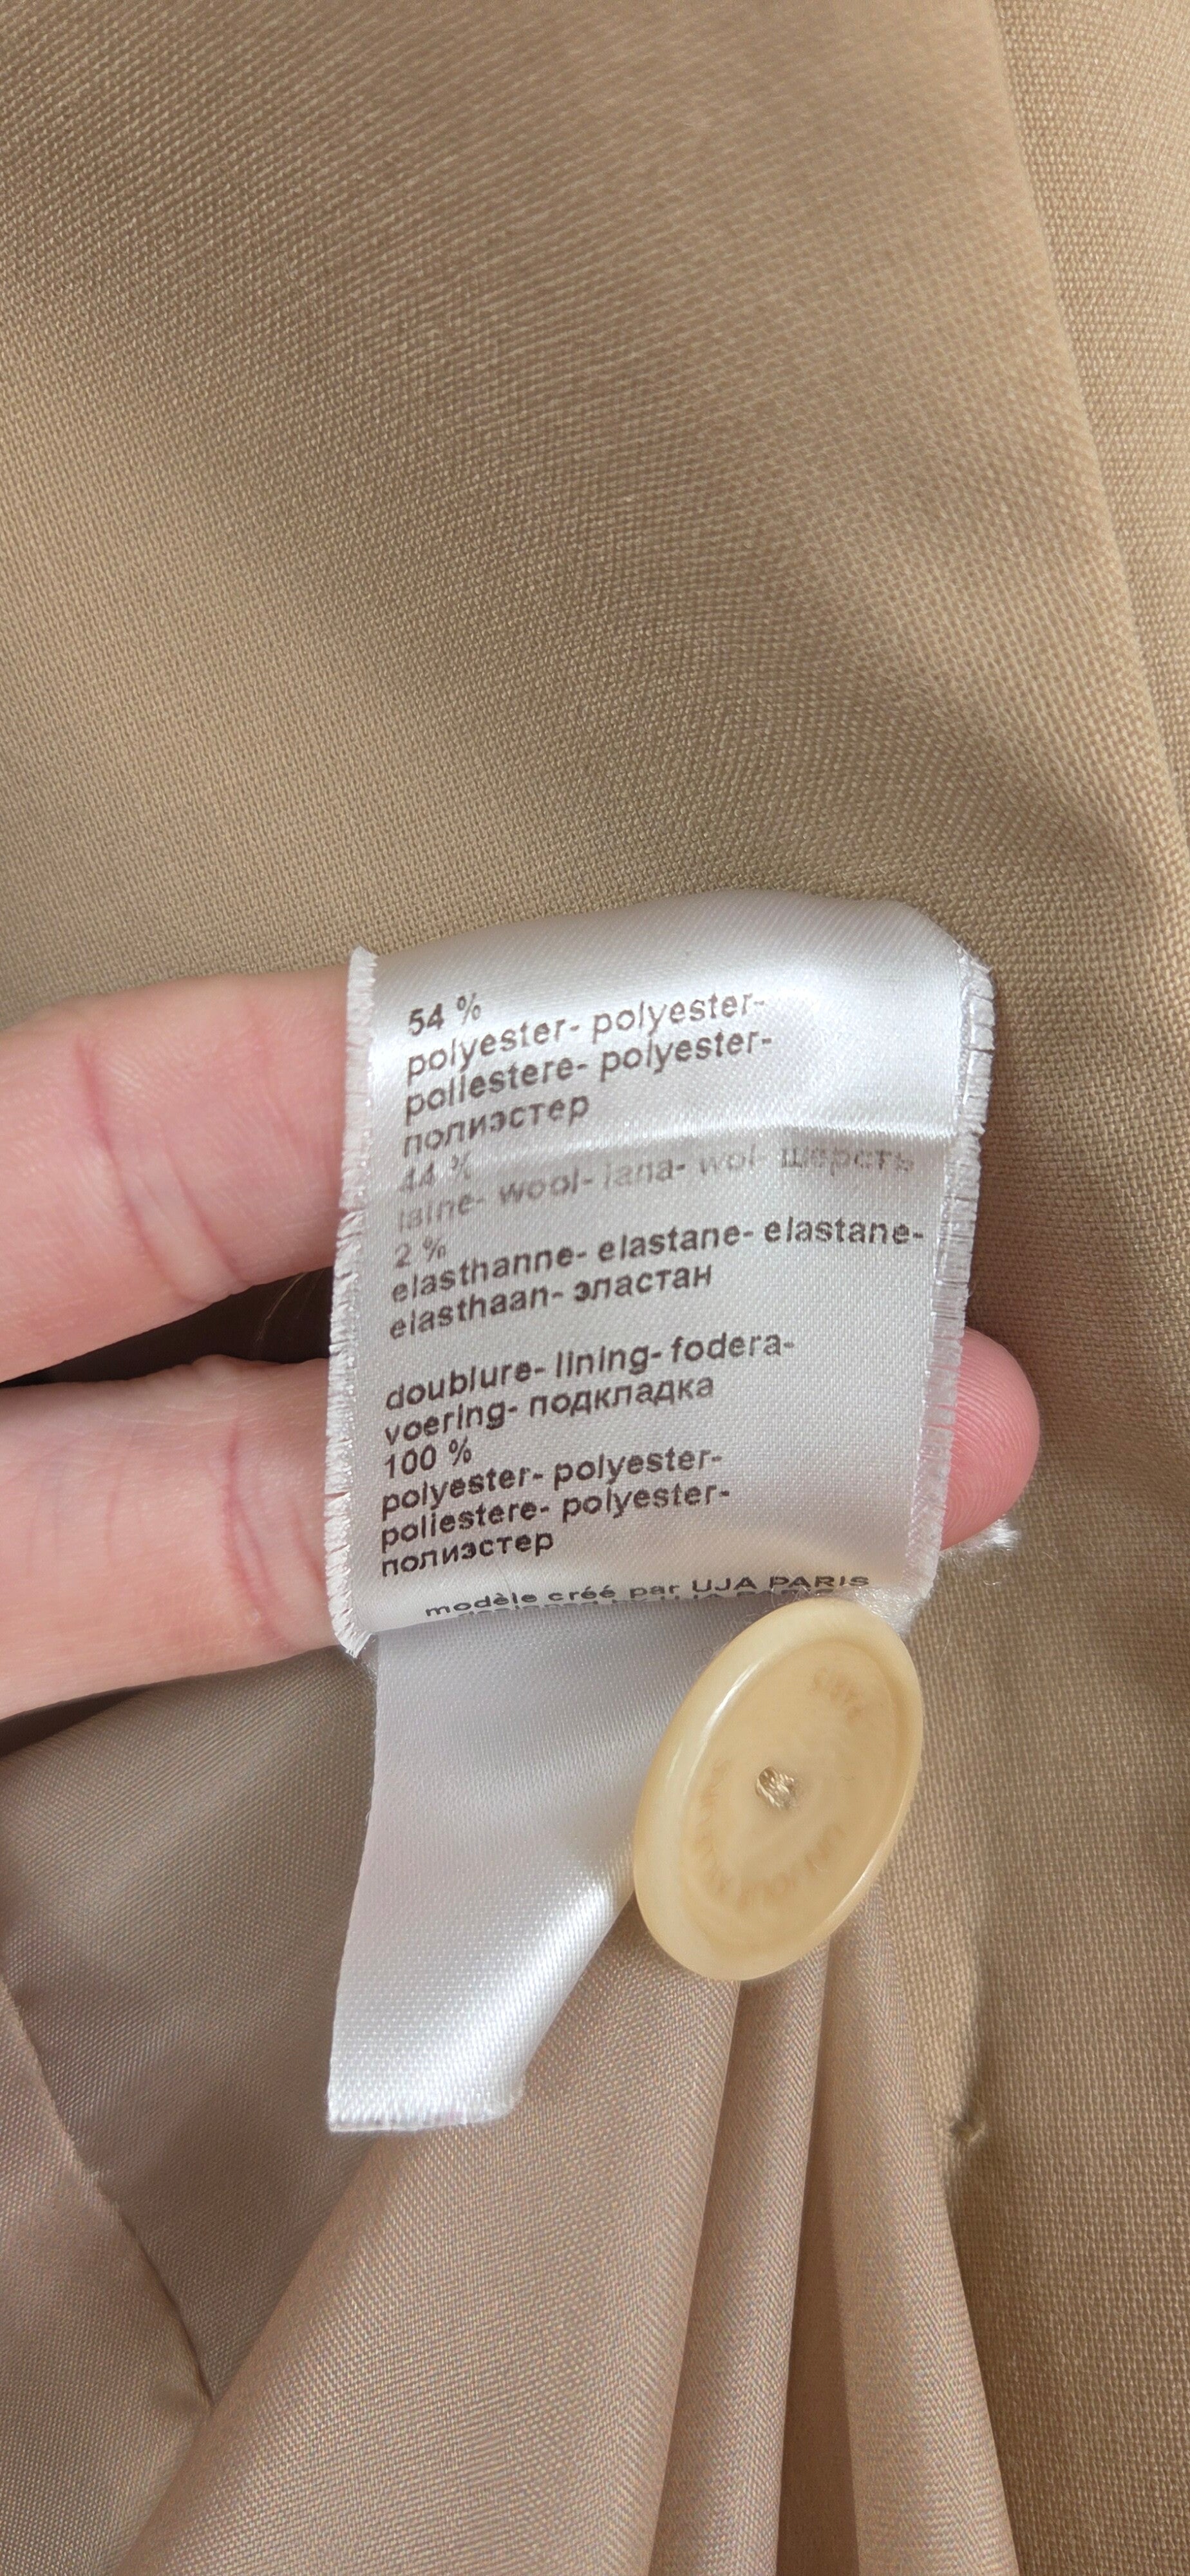 54 %
polyester- polyester-
poliestere- polyester-
полиэстер
44 %
laine- wool- lana- wol- шерсть
2 %
elasthanne- elastane- elastane-
elasthaan- эластан
doublure- lining- fodera-
voering- подкладка
100 %
polyester- polyester-
poliestere- polyester-
полиэстер
modèle créé par UJA PARIS
PARIS